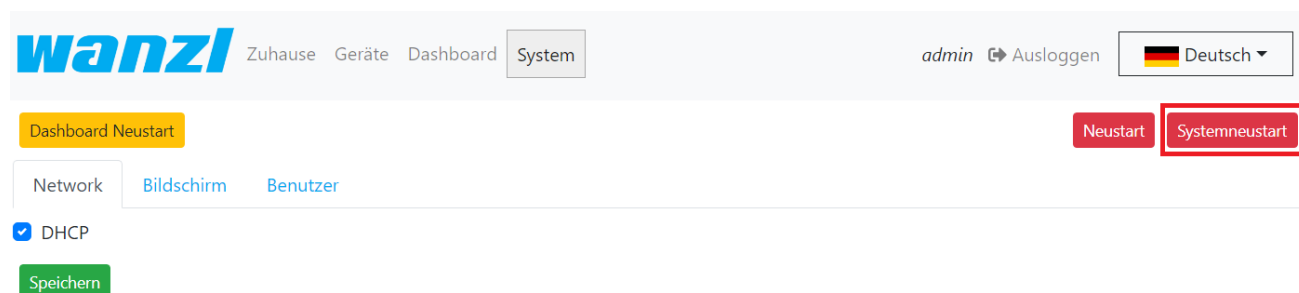 wanzl Zuhause Geräte Dashboard System admin Ausloggen Deutsch
Dashboard Neustart Neustart Systemneustart
Network Bildschirm Benutzer
DHCP
Speichern